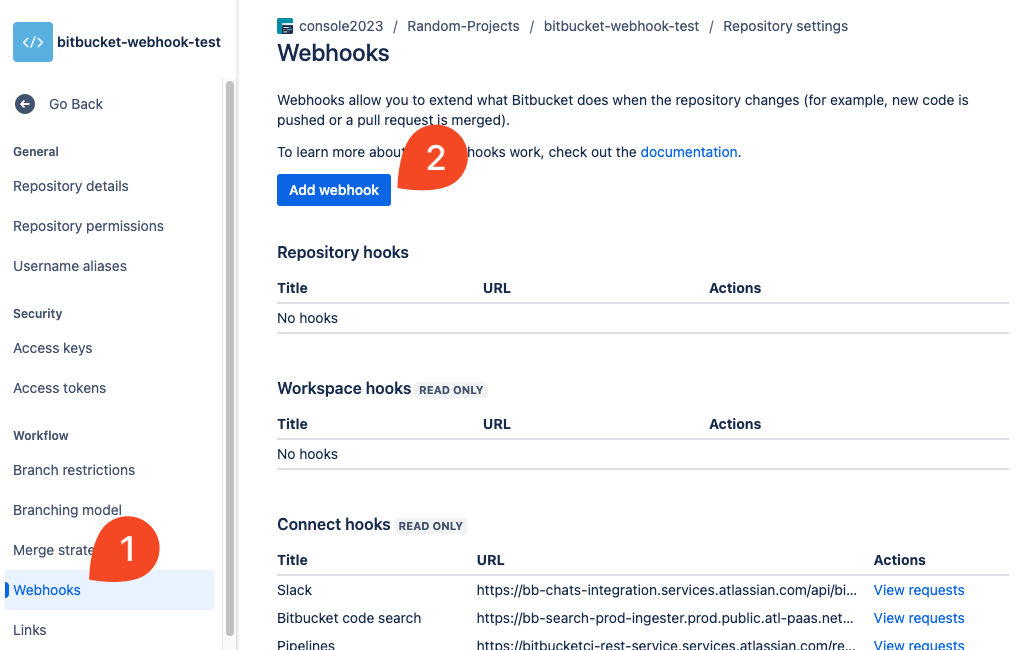 </>
bitbucket-webhook-test
Go Back
General
Repository details
Repository permissions
Username aliases
Security
Access keys
Access tokens
Workflow
Branch restrictions
Branching model
Merge strate
1
Webhooks
Links
console2023 / Random-Projects / bitbucket-webhook-test / Repository settings
Webhooks
Webhooks allow you to extend what Bitbucket does when the repository changes (for example, new code is
pushed or a pull request is merged).
To learn more about hooks work, check out the documentation.
2
Add webhook
Repository hooks
Title URL Actions
No hooks
Workspace hooks READ ONLY
Title URL Actions
No hooks
Connect hooks READ ONLY
Title URL Actions
Slack https://bb-chats-integration.services.atlassian.com/api/bi... View requests
Bitbucket code search https://bb-search-prod-ingester.prod.public.atl-paas.net... View requests
Pipelines https://bitbucketci-rest-service.services.atlassian.com/re... View requests